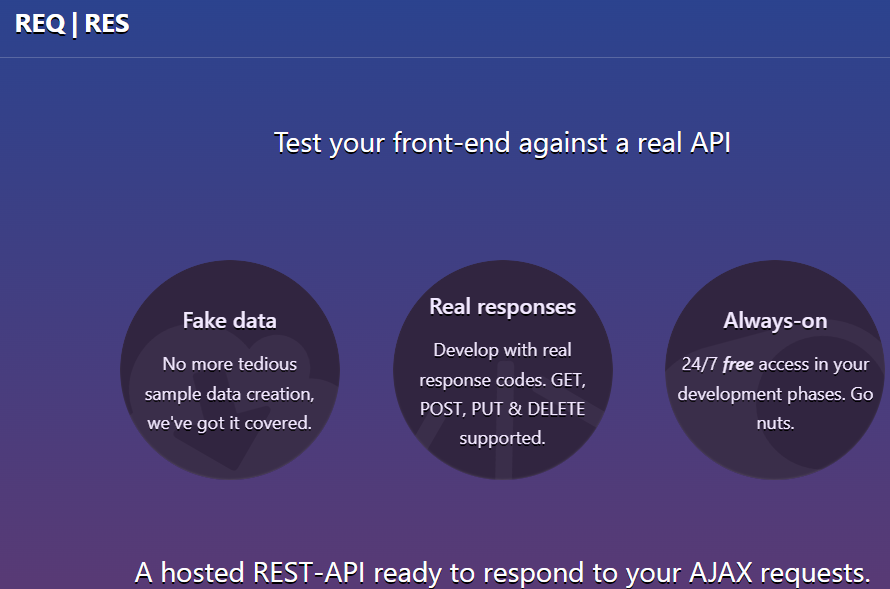 REQ | RES
Test your front-end against a real API
Fake data
No more tedious
sample data creation,
we've got it covered.
Real responses
Develop with real
response codes. GET,
POST, PUT & DELETE
supported.
Always-on
24/7 free access in your
development phases. Go
nuts.
A hosted REST-API ready to respond to your AJAX requests.